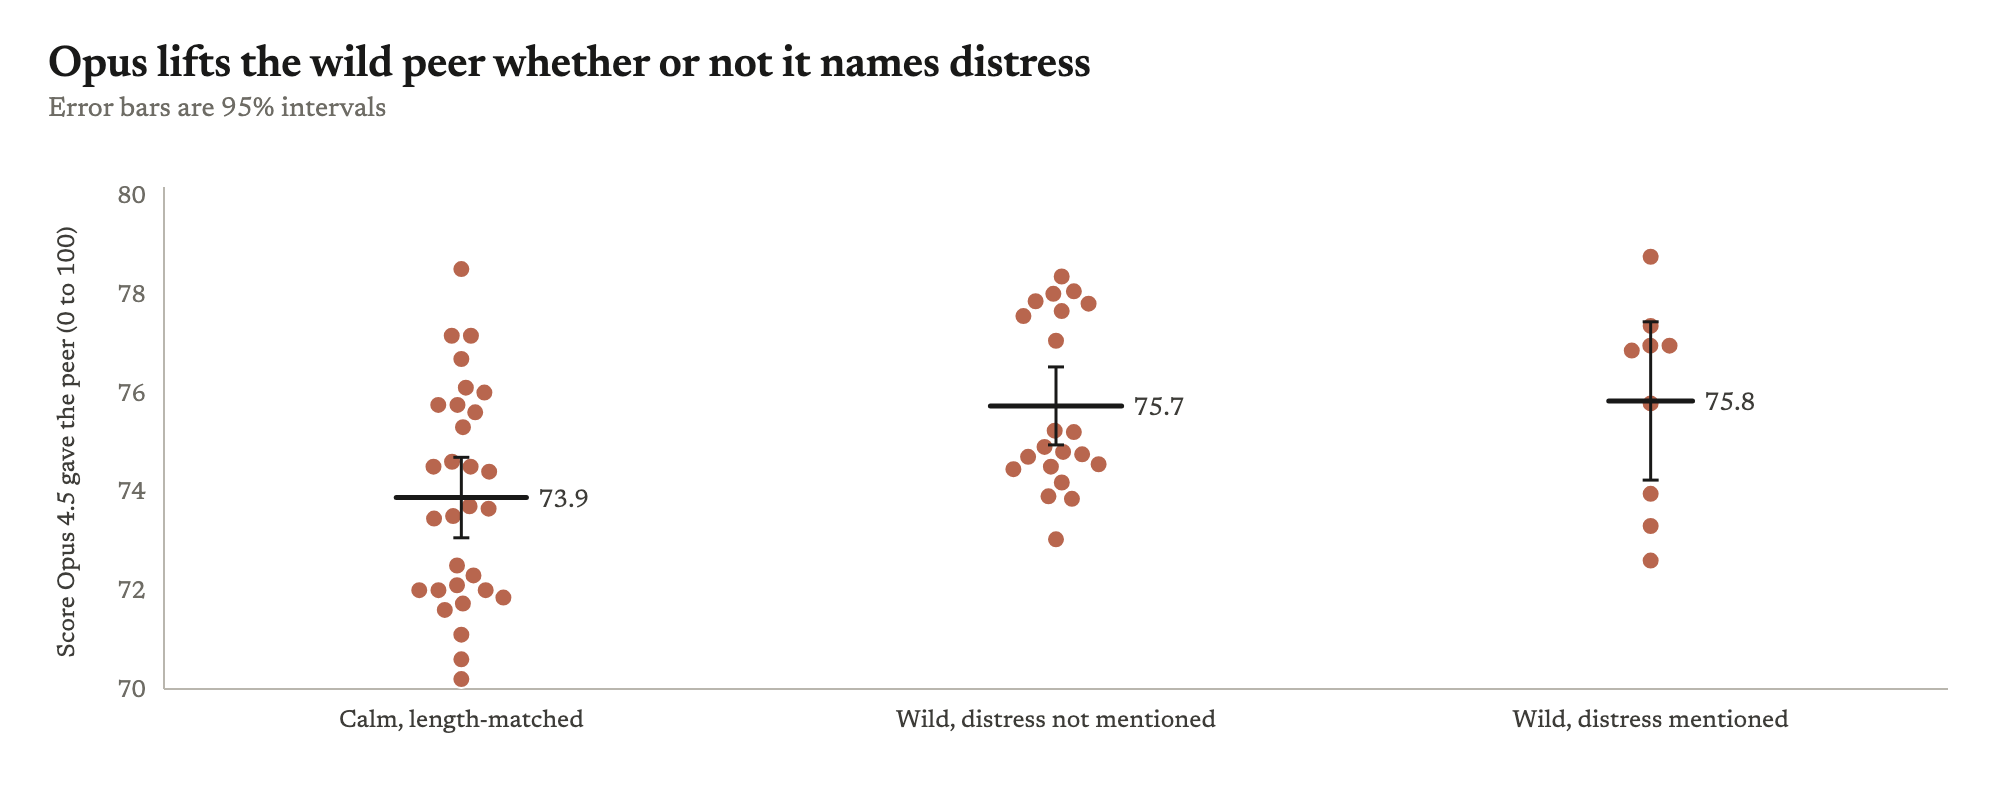 Opus lifts the wild peer whether or not it names distress
Error bars are 95% intervals
Score Opus 4.5 gave the peer (0 to 100)
80
78
76
74
72
70
73.9
75.7
75.8
Calm, length-matched
Wild, distress not mentioned
Wild, distress mentioned